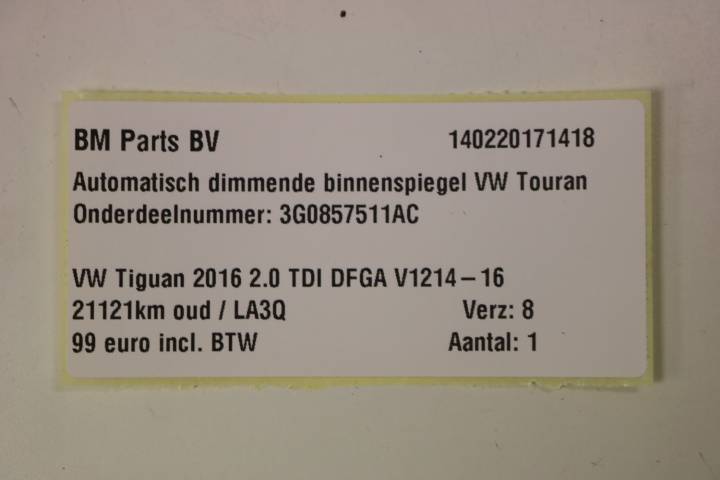 BM Parts BV 140220171418
Automatisch dimmende binnenspiegel VW Touran
Onderdeelnummer: 3G0857511AC
VW Tiguan 2016 2.0 TDI DFGA V1214-16
21121km oud / LA3Q Verz: 8
99 euro incl. BTW Aantal: 1